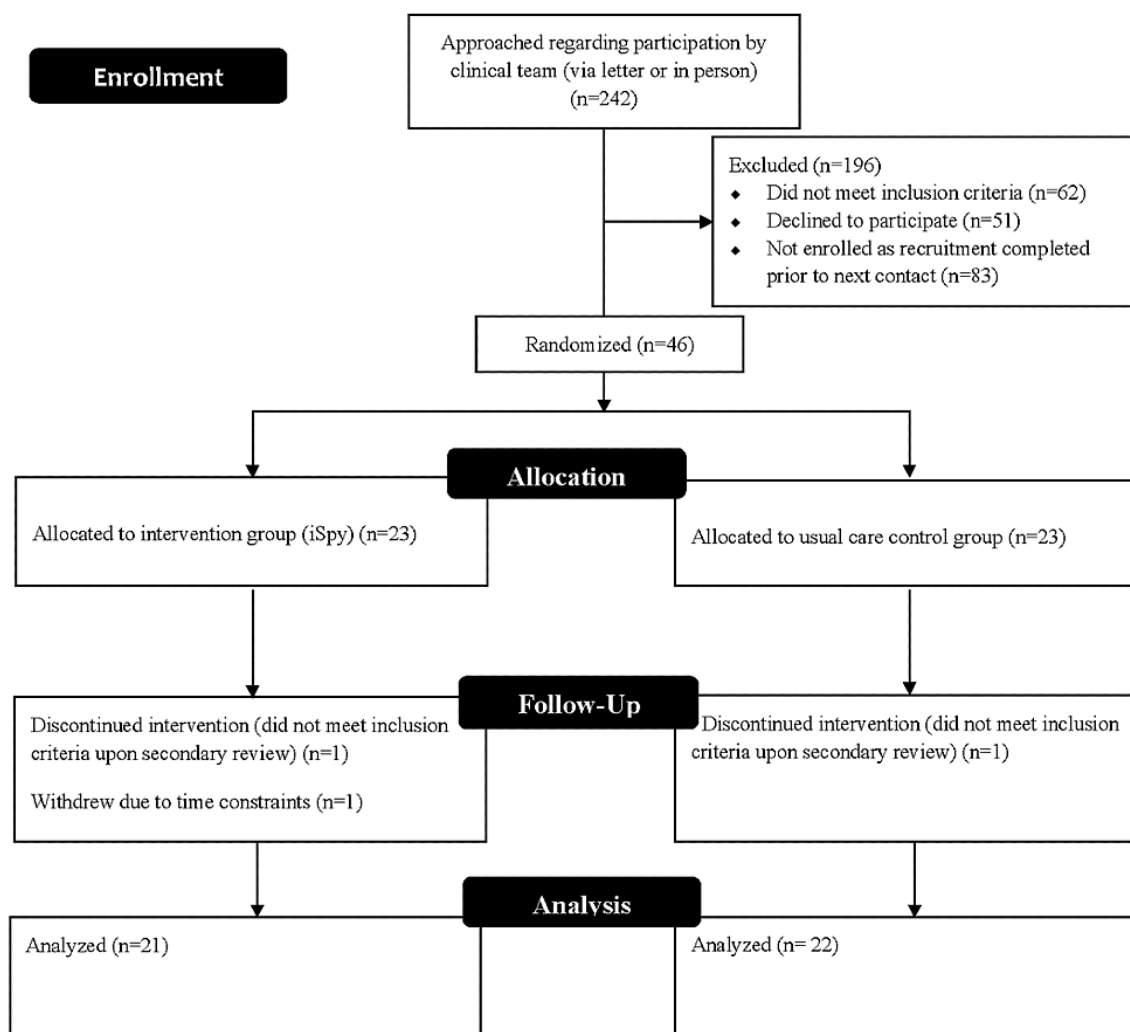 Approached regarding participation by
clinical team (via letter or in person)
(n=242)
Enrollment
Excluded (n=196)
◆ Did not meet inclusion criteria (n=62)
◆ Declined to participate (n=51)
◆ Not enrolled as recruitment completed
prior to next contact (n=83)
Randomized (n=46)
Allocation
Allocated to intervention group (iSpy) (n=23)
Allocated to usual care control group (n=23)
Follow-Up
Discontinued intervention (did not meet inclusion
criteria upon secondary review) (n=1)
Withdrew due to time constraints (n=1)
Discontinued intervention (did not meet inclusion
criteria upon secondary review) (n=1)
Analysis
Analyzed (n=21)
Analyzed (n= 22)